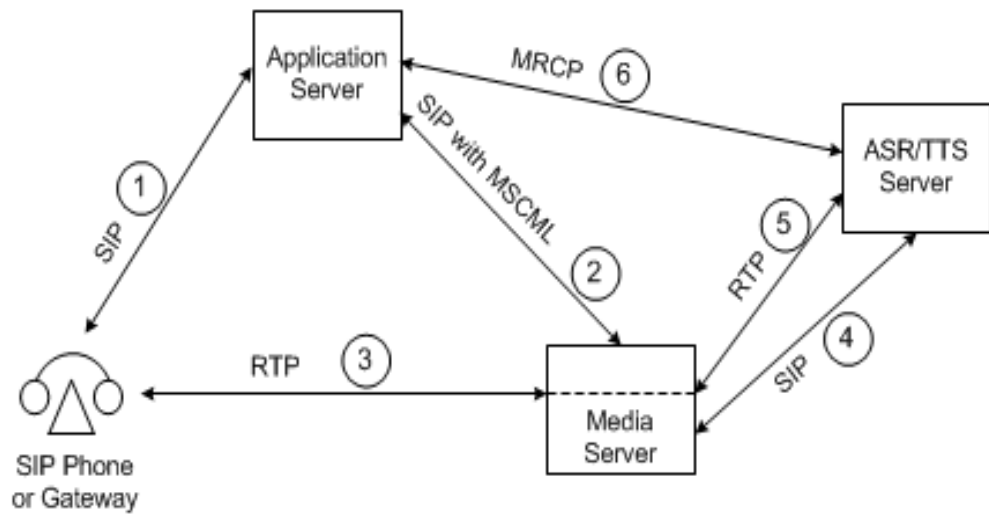 Application
Server
MRCP
6
ASR/TTS
Server
SIP
1
SIP with MSCML
2
RTP
5
SIP
4
RTP
3
Media
Server
SIP Phone
or Gateway